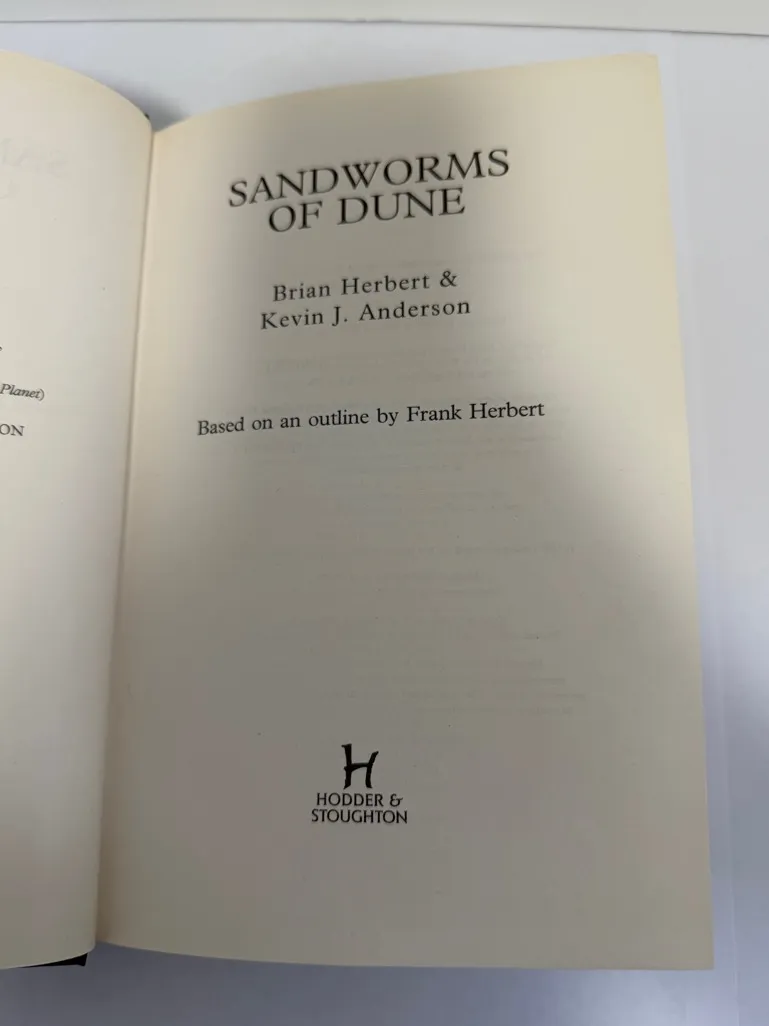 Planet)
ON
SANDWORMS
OF DUNE
Brian Herbert &
Kevin J. Anderson
Based on an outline by Frank Herbert
H
HODDER &
STOUGHTON